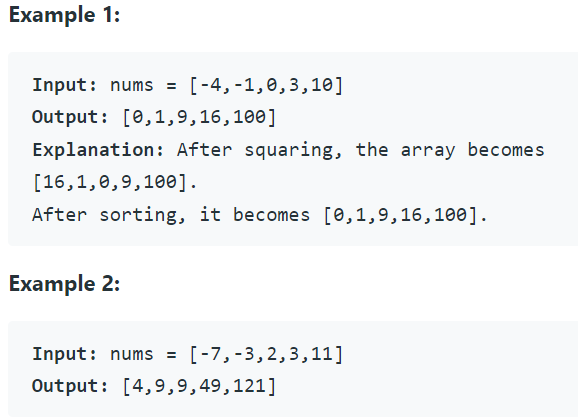 Example 1:
Input: nums = [-4,-1,0,3,10]
Output: [0,1,9,16,100]
Explanation: After squaring, the array becomes
[16,1,0,9,100].
After sorting, it becomes [0,1,9,16,100].
Example 2:
Input: nums = [-7,-3,2,3,11]
Output: [4,9,9,49,121]